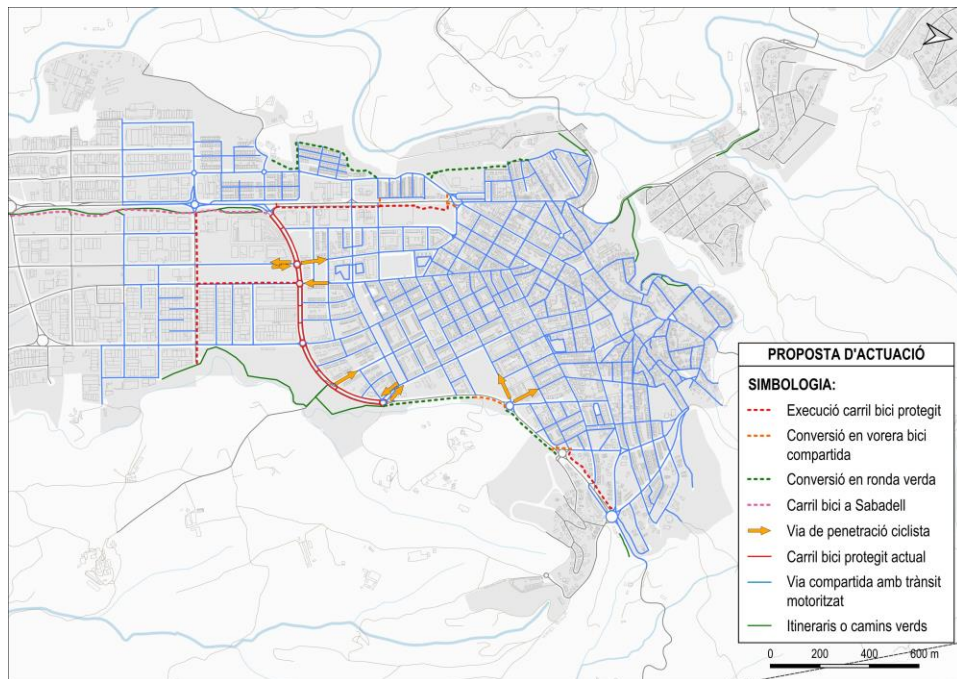 PROPOSTA D'ACTUACIÓ
SIMBOLOGIA:
Execució carril bici protegit
Conversió en vorera bici
compartida
Conversió en ronda verda
Carril bici a Sabadell
Via de penetració ciclista
Carril bici protegit actual
Via compartida amb trànsit
motoritzat
Itineraris o camins verds
0 200 400 600 m